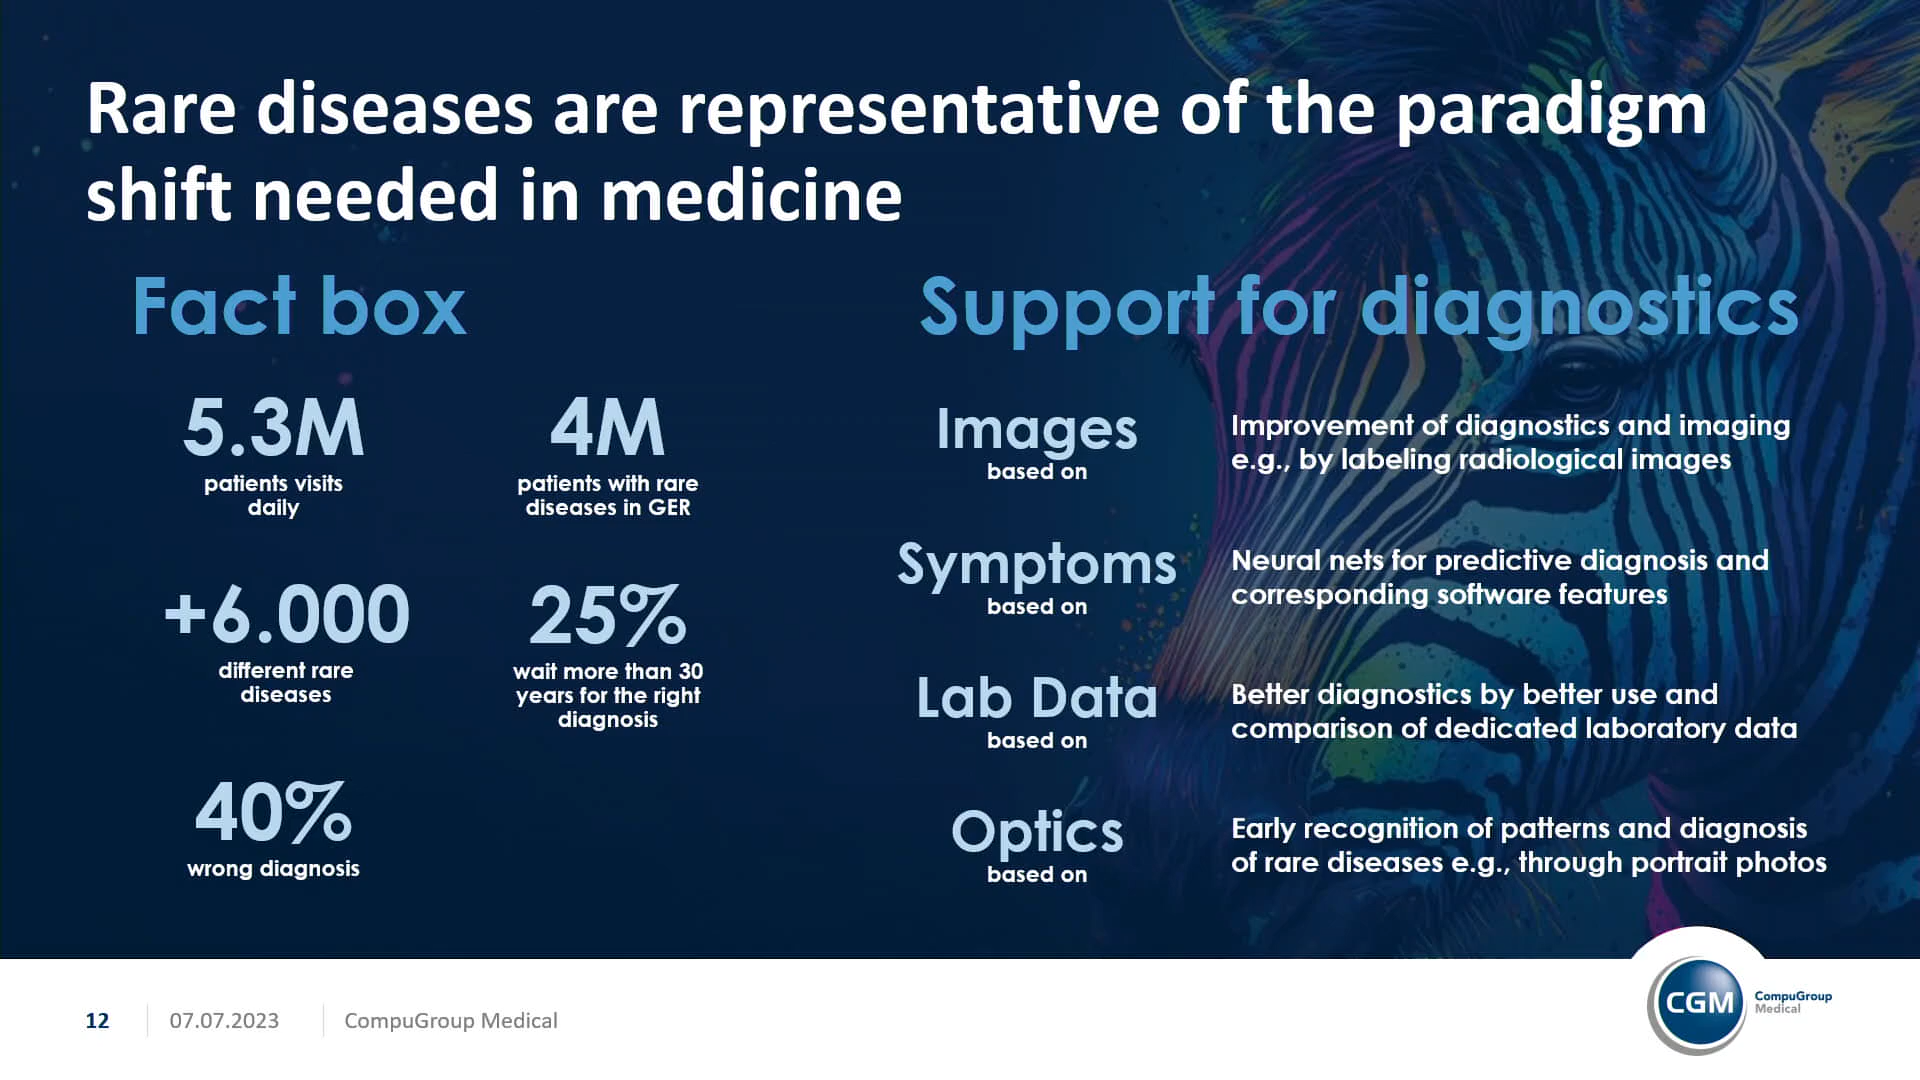 Rare diseases are representative of the paradigm
shift needed in medicine
Fact box
5.3M
patients visits
daily
4M
patients with rare
diseases in GER
+6.000
different rare
diseases
25%
wait more than 30
years for the right
diagnosis
40%
wrong diagnosis
Support for diagnostics
Images
based on
Improvement of diagnostics and imaging
e.g., by labeling radiological images
Symptoms
based on
Neural nets for predictive diagnosis and
corresponding software features
Lab Data
based on
Better diagnostics by better use and
comparison of dedicated laboratory data
Optics
based on
Early recognition of patterns and diagnosis
of rare diseases e.g., through portrait photos
12
07.07.2023
CompuGroup Medical
CGM
CompuGroup
Medical